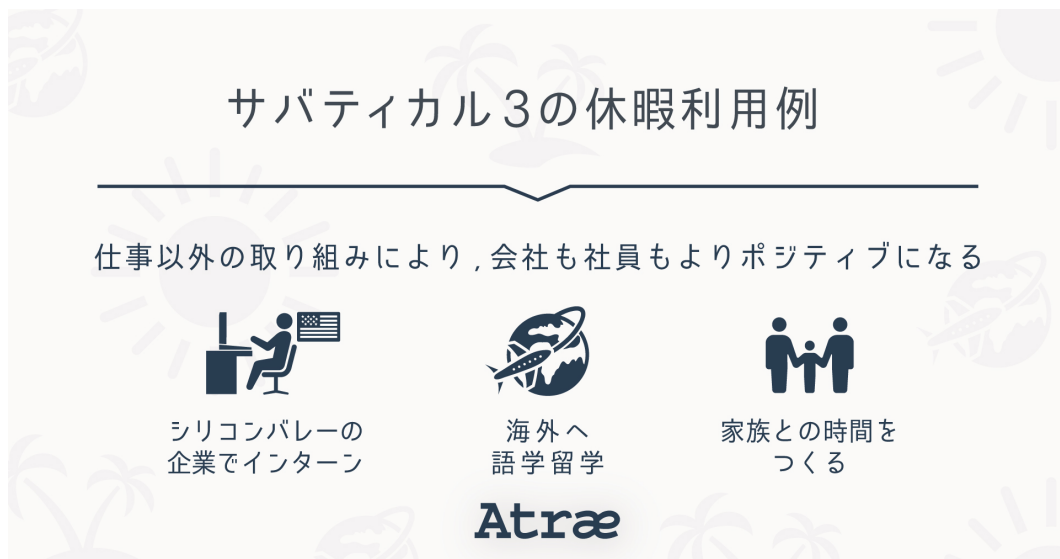 サバティカル3の休暇利用例
仕事以外の取り組みにより,会社も社員もよりポジティブになる
シリコンバレーの
企業でインターン
海外へ
語学留学
家族との時間を
つくる
Atræ